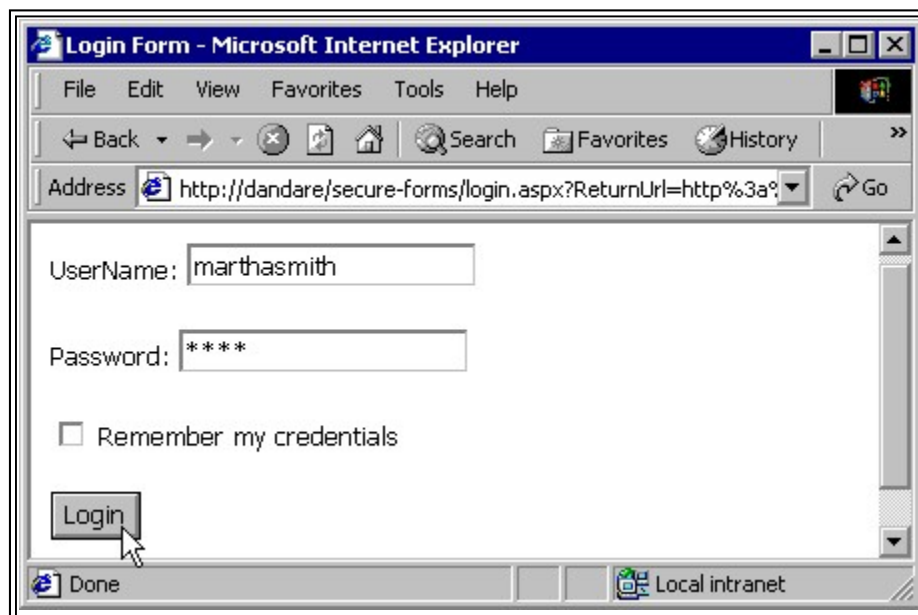 Login Form - Microsoft Internet Explorer
File Edit View Favorites Tools Help
Back Search Favorites History »
Address http://dandare/secure-forms/login.aspx?ReturnUrl=http%3a% Go
UserName: marthasmith
Password: ****
Remember my credentials
Login
Done Local intranet